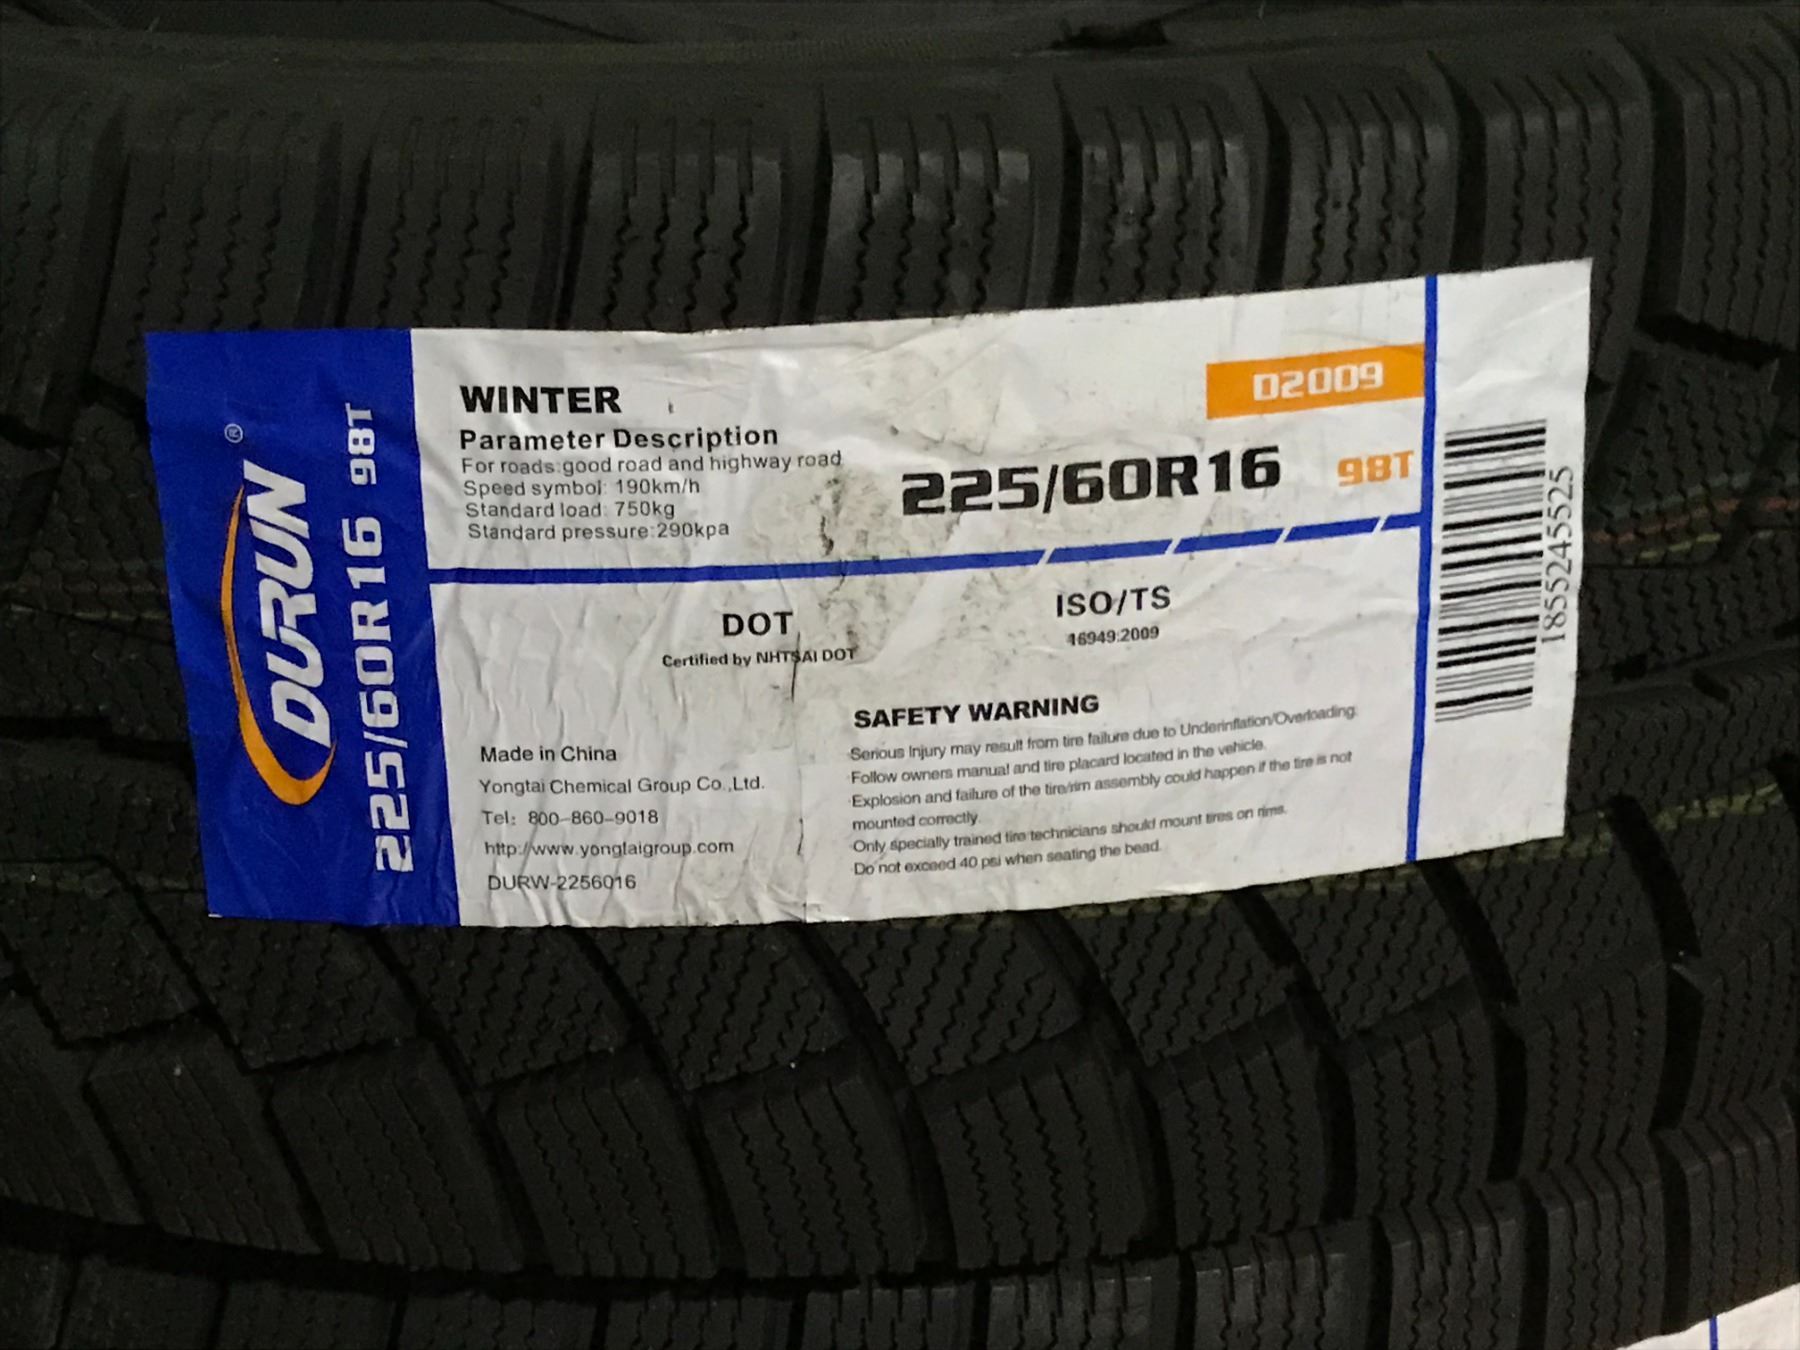 DURUN®
225/60R16 98T
WINTER
Parameter Description
For roads:good road and highway road
Speed symbol: 190km/h
Standard load: 750kg
Standard pressure:290kpa
D2009
225/60R16 98T
DOT
Certified by NHTSAI DOT
ISO/TS
16949:2009
Made in China
Yongtai Chemical Group Co.,Ltd.
Tel: 800-860-9018
http://www.yongtaigroup.com
DURW-2256016
SAFETY WARNING
·Serious Injury may result from tire failure due to Underinflation/Overloading.
·Follow owners manual and tire placard located in the vehicle.
·Explosion and failure of the tire/rim assembly could happen if the tire is not
mounted correctly.
·Only specially trained tire technicians should mount tires on rims.
·Do not exceed 40 psi when seating the bead.
1855245525